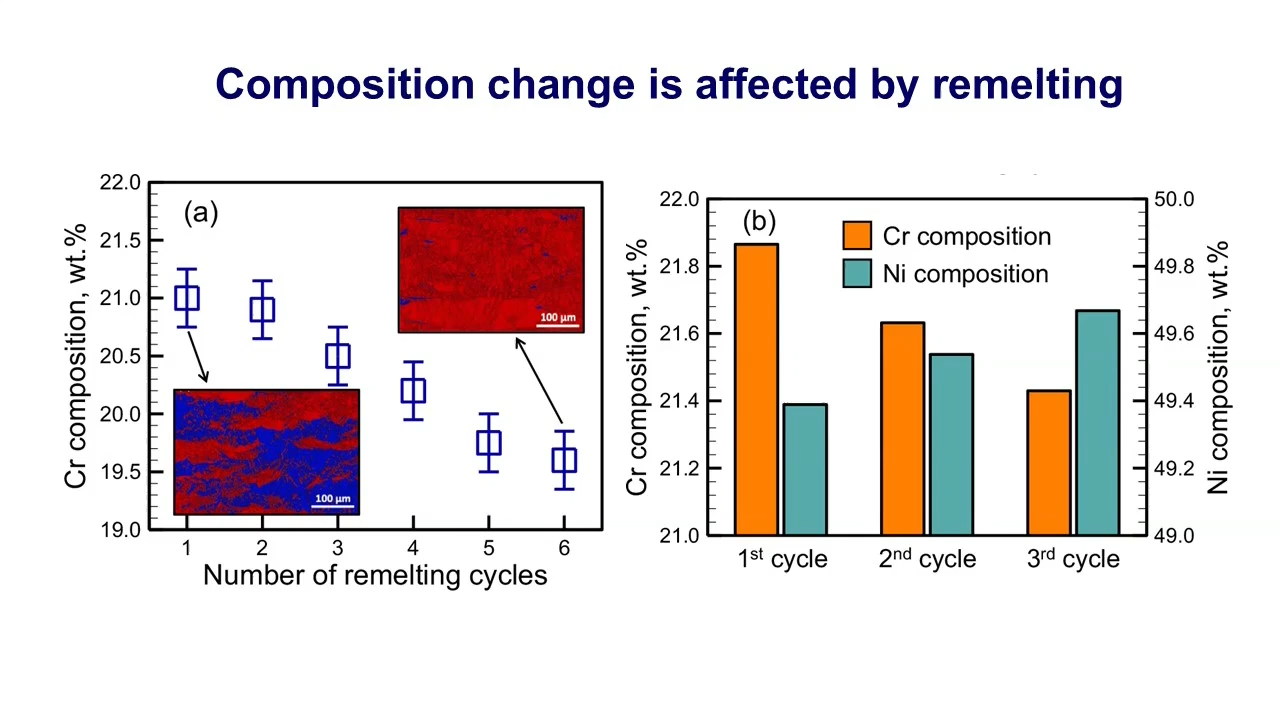 Composition change is affected by remelting
(a)
Cr composition, wt.%
22.0
21.5
21.0
20.5
20.0
19.5
19.0
100 µm
100 µm
1 2 3 4 5 6
Number of remelting cycles
(b)
Cr composition
Ni composition
Cr composition, wt.%
22.0
21.8
21.6
21.4
21.2
21.0
50.0
49.8
49.6
49.4
49.2
49.0
Ni composition, wt.%
1st cycle 2nd cycle 3rd cycle